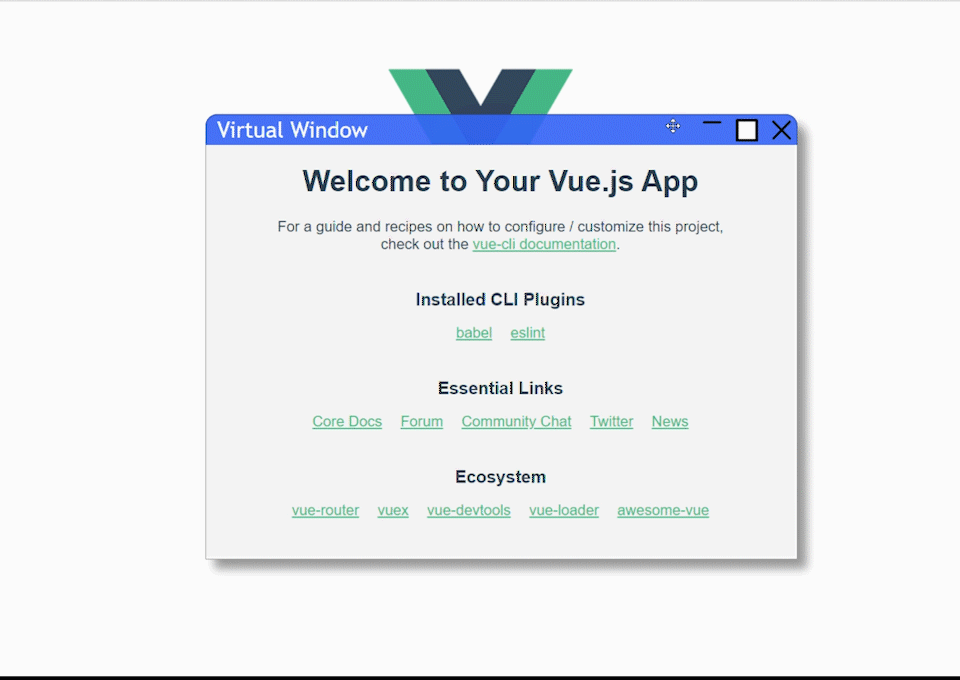 Virtual Window
Welcome to Your Vue.js App
For a guide and recipes on how to configure / customize this project,
check out the vue-cli documentation.
Installed CLI Plugins
babel eslint
Essential Links
Core Docs Forum Community Chat Twitter News
Ecosystem
vue-router vuex vue-devtools vue-loader awesome-vue